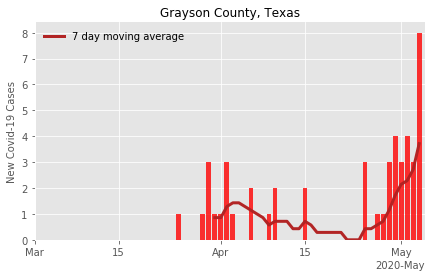 Grayson County, Texas
7 day moving average
New Covid-19 Cases
8
7
6
5
4
3
2
1
0
Mar
15
Apr
15
May
2020-May